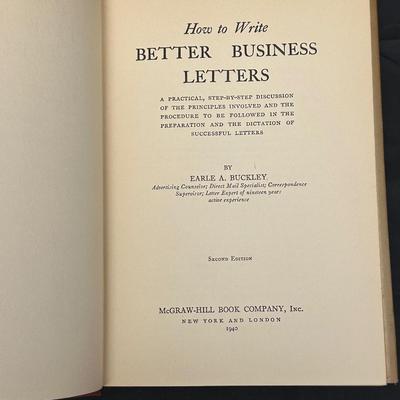 How to Write
BETTER BUSINESS
LETTERS
A PRACTICAL, STEP-BY-STEP DISCUSSION
OF THE PRINCIPLES INVOLVED AND THE
PROCEDURE TO BE FOLLOWED IN THE
PREPARATION AND THE DICTATION OF
SUCCESSFUL LETTERS
BY
EARLE A. BUCKLEY
Advertising Counselor; Direct Mail Specialist; Correspondence
Supervisor; Letter Expert of nineteen years
active experience
SECOND EDITION
McGRAW-HILL BOOK COMPANY, INC.
NEW YORK AND LONDON
1940